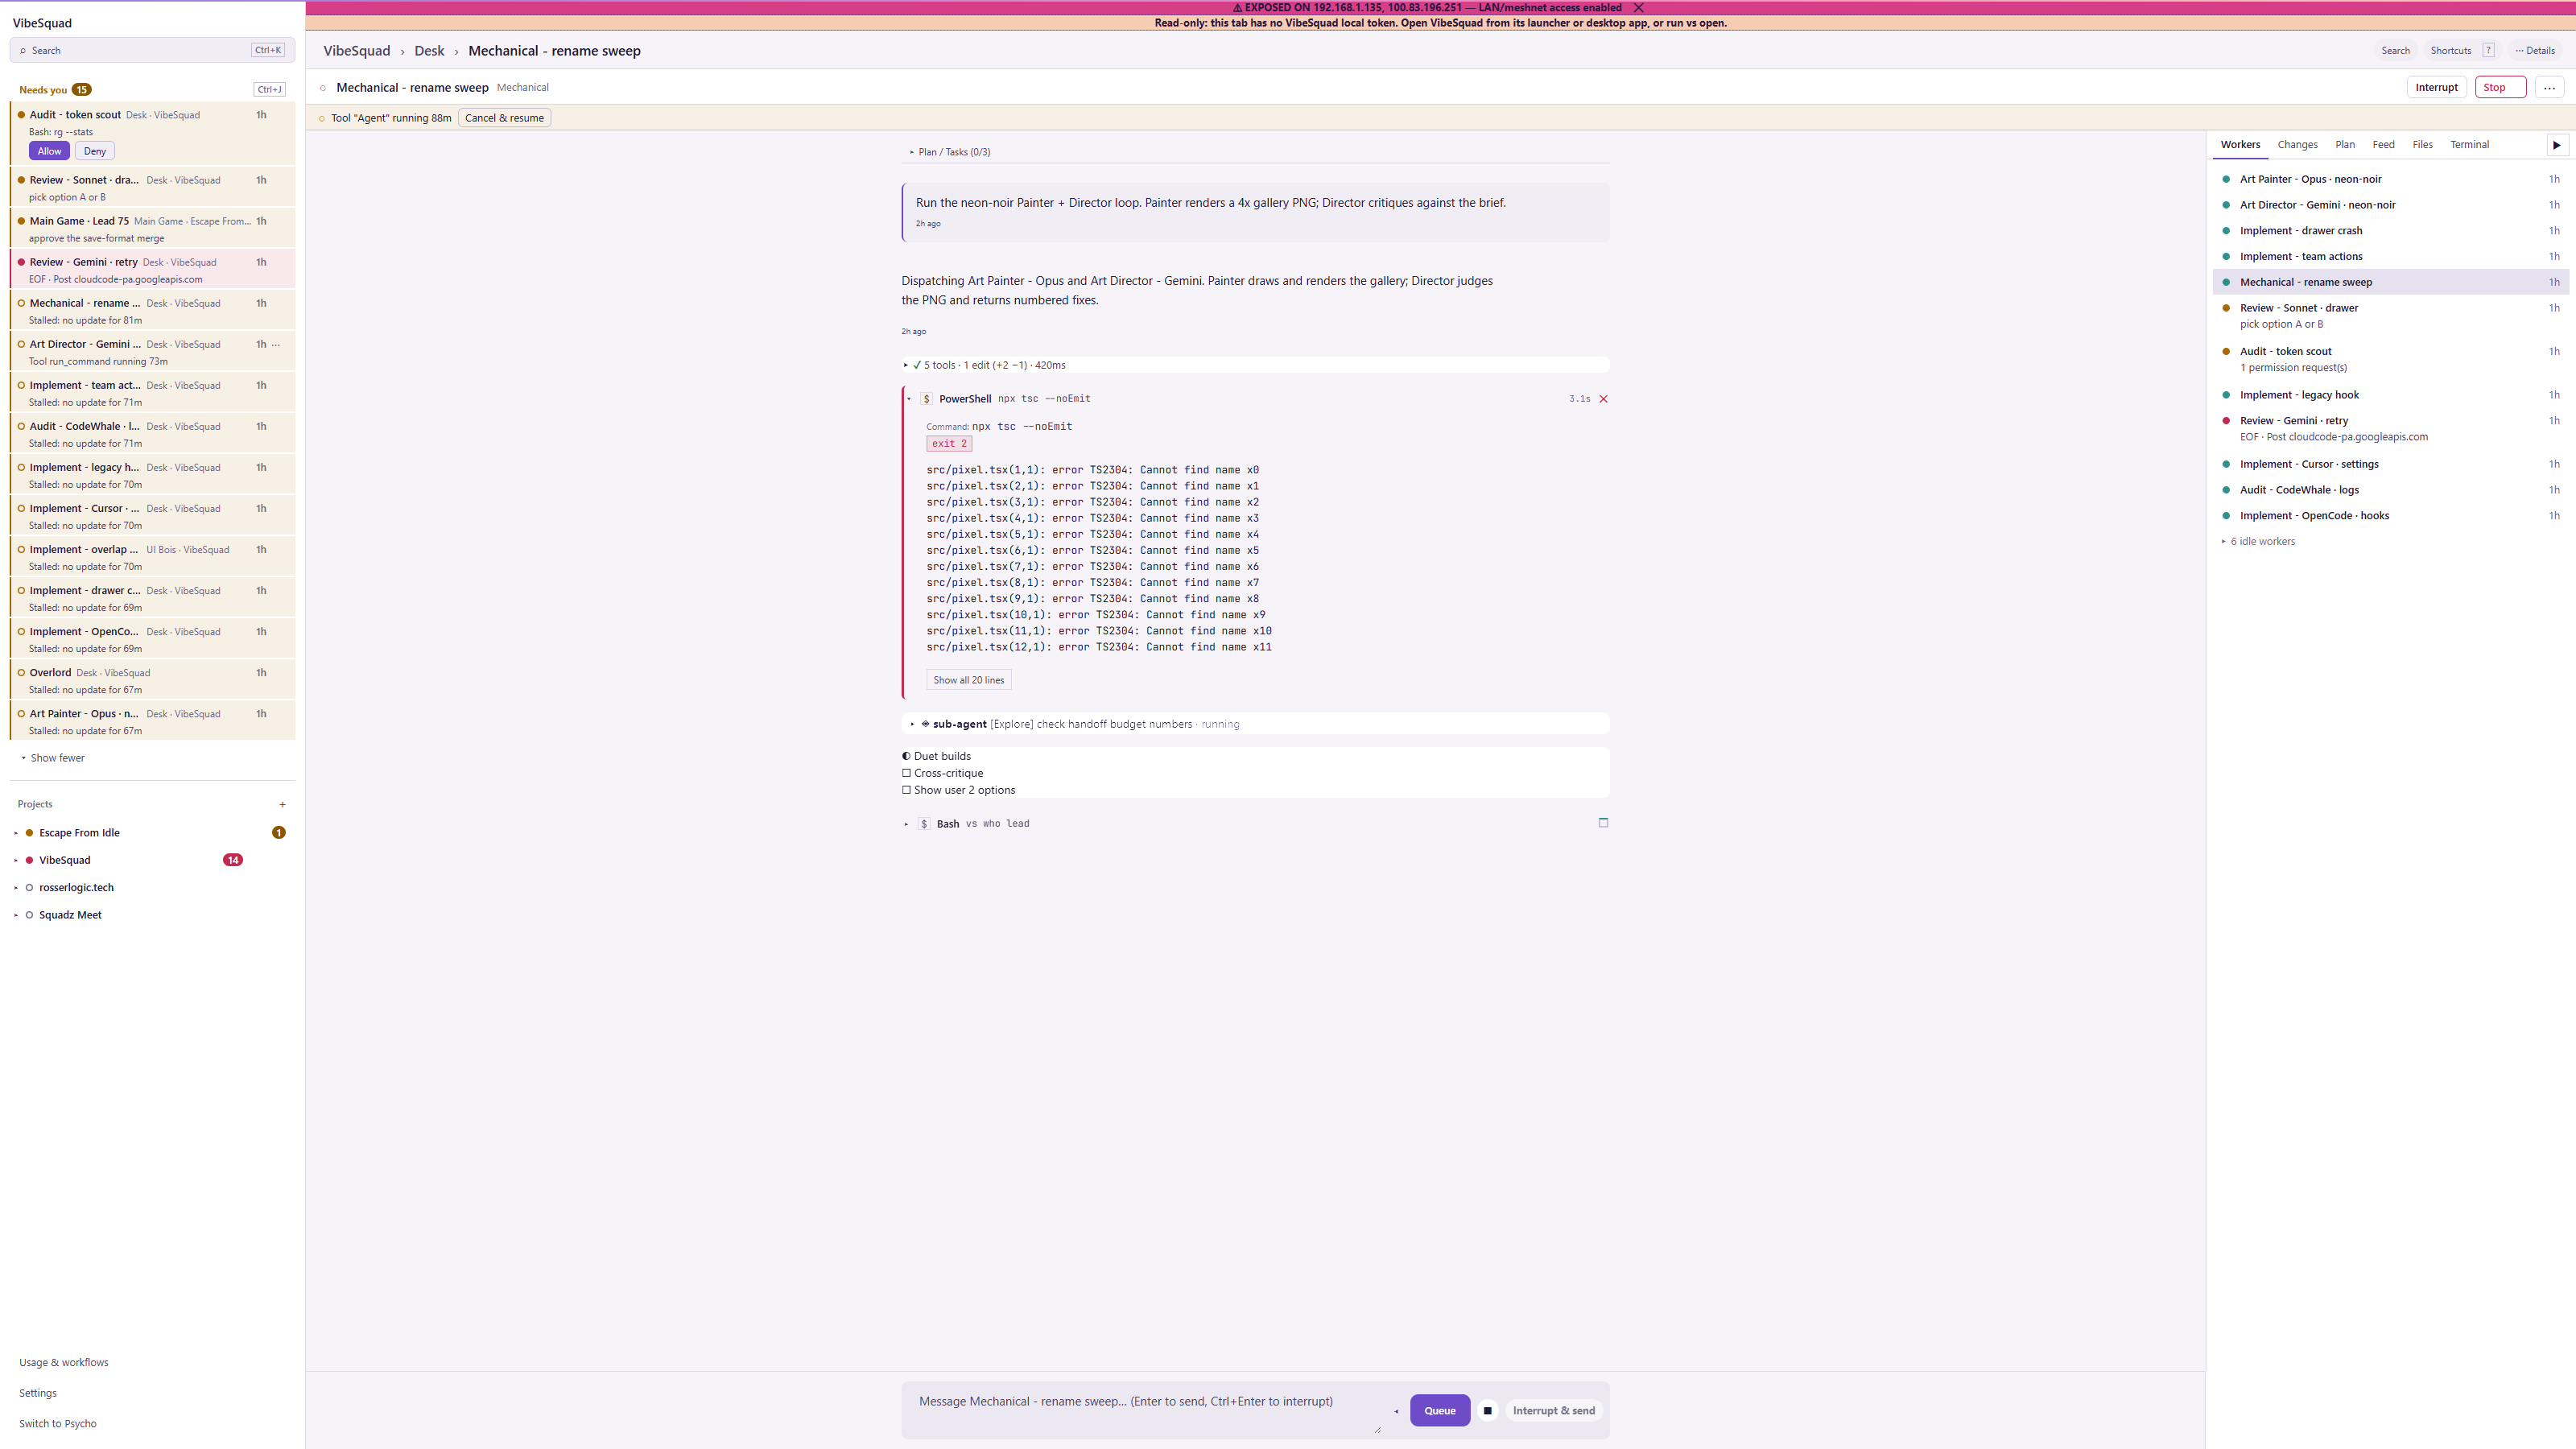 VibeSquad
Search Ctrl+K
Needs you 15 Ctrl+J
Audit - token scout Desk · VibeSquad 1h
Bash: rg --stats
Allow Deny
Review - Sonnet · dra... Desk · VibeSquad 1h
pick option A or B
Main Game · Lead 75 Main Game · Escape From... 1h
approve the save-format merge
Review - Gemini · retry Desk · VibeSquad 1h
EOF · Post cloudcode-pa.googleapis.com
Mechanical - rename ... Desk · VibeSquad 1h
Stalled: no update for 81m
Art Director - Gemini ... Desk · VibeSquad 1h ...
Tool run_command running 73m
Implement - team act... Desk · VibeSquad 1h
Stalled: no update for 71m
Audit - CodeWhale · l... Desk · VibeSquad 1h
Stalled: no update for 71m
Implement - legacy h... Desk · VibeSquad 1h
Stalled: no update for 70m
Implement - Cursor · ... Desk · VibeSquad 1h
Stalled: no update for 70m
Implement - overlap ... UI Bois · VibeSquad 1h
Stalled: no update for 70m
Implement - drawer c... Desk · VibeSquad 1h
Stalled: no update for 69m
Implement - OpenCo... Desk · VibeSquad 1h
Stalled: no update for 69m
Overlord Desk · VibeSquad 1h
Stalled: no update for 67m
Art Painter - Opus · n... Desk · VibeSquad 1h
Stalled: no update for 67m
Show fewer
Projects +
Escape From Idle 1
VibeSquad 14
rosserlogic.tech
Squadz Meet
Usage & workflows
Settings
Switch to Psycho
⚠ EXPOSED ON 192.168.1.135, 100.83.196.251 — LAN/meshnet access enabled
Read-only: this tab has no VibeSquad local token. Open VibeSquad from its launcher or desktop app, or run vs open.
VibeSquad › Desk › Mechanical - rename sweep
Search Shortcuts ? ··· Details
Mechanical - rename sweep Mechanical
Interrupt Stop ...
Tool "Agent" running 88m Cancel & resume
Plan / Tasks (0/3)
Run the neon-noir Painter + Director loop. Painter renders a 4x gallery PNG; Director critiques against the brief.
2h ago
Dispatching Art Painter - Opus and Art Director - Gemini. Painter draws and renders the gallery; Director judges
the PNG and returns numbered fixes.
2h ago
✓ 5 tools · 1 edit (+2 −1) · 420ms
$ PowerShell npx tsc --noEmit 3.1s
Command: npx tsc --noEmit
exit 2
src/pixel.tsx(1,1): error TS2304: Cannot find name x0
src/pixel.tsx(2,1): error TS2304: Cannot find name x1
src/pixel.tsx(3,1): error TS2304: Cannot find name x2
src/pixel.tsx(4,1): error TS2304: Cannot find name x3
src/pixel.tsx(5,1): error TS2304: Cannot find name x4
src/pixel.tsx(6,1): error TS2304: Cannot find name x5
src/pixel.tsx(7,1): error TS2304: Cannot find name x6
src/pixel.tsx(8,1): error TS2304: Cannot find name x7
src/pixel.tsx(9,1): error TS2304: Cannot find name x8
src/pixel.tsx(10,1): error TS2304: Cannot find name x9
src/pixel.tsx(11,1): error TS2304: Cannot find name x10
src/pixel.tsx(12,1): error TS2304: Cannot find name x11
Show all 20 lines
sub-agent [Explore] check handoff budget numbers · running
Duet builds
Cross-critique
Show user 2 options
$ Bash vs who lead
Message Mechanical - rename sweep... (Enter to send, Ctrl+Enter to interrupt)
Queue
Interrupt & send
Workers Changes Plan Feed Files Terminal
Art Painter - Opus · neon-noir 1h
Art Director - Gemini · neon-noir 1h
Implement - drawer crash 1h
Implement - team actions 1h
Mechanical - rename sweep 1h
Review - Sonnet · drawer 1h
pick option A or B
Audit - token scout 1h
1 permission request(s)
Implement - legacy hook 1h
Review - Gemini · retry 1h
EOF · Post cloudcode-pa.googleapis.com
Implement - Cursor · settings 1h
Audit - CodeWhale · logs 1h
Implement - OpenCode · hooks 1h
6 idle workers